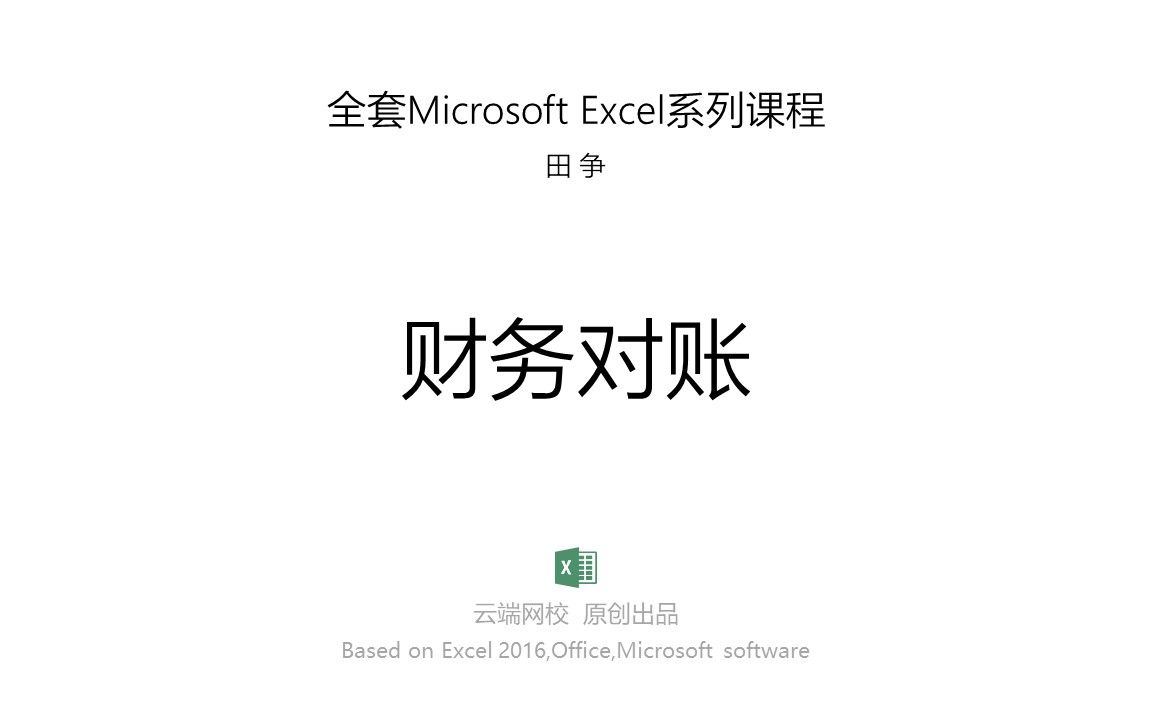 全套Microsoft Excel系列课程
田 争
财务对账
X
云端网校 原创出品
Based on Excel 2016,Office,Microsoft software